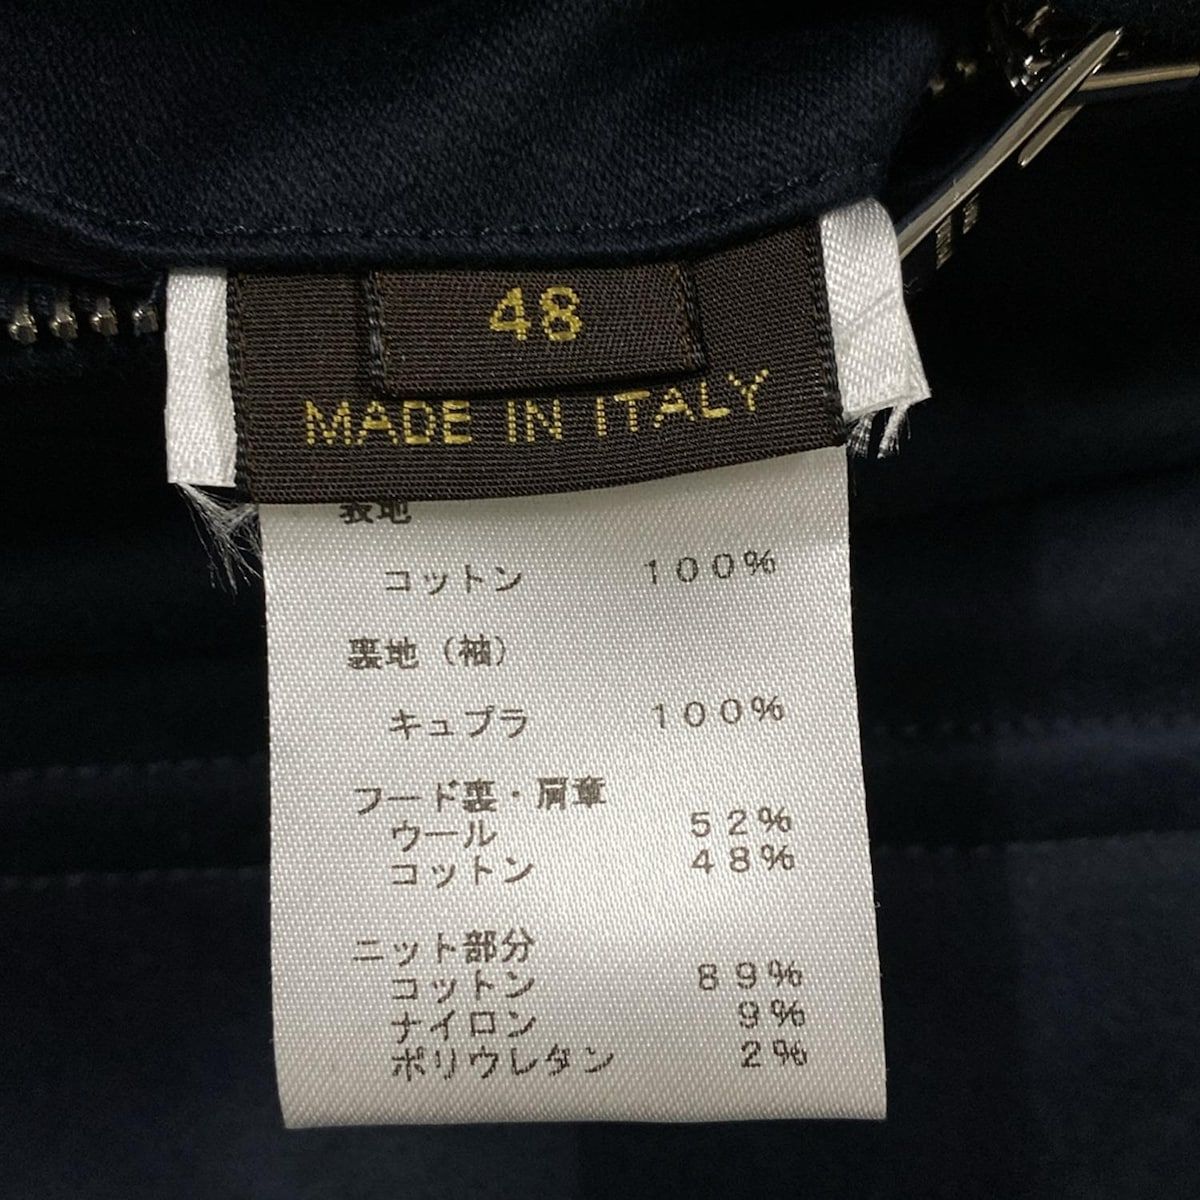 48
MADE IN ITALY
表地
コットン 100%
裏地（袖）
キュプラ 100%
フード裏・肩章
ウール 52%
コットン 48%
ニット部分
コットン 89%
ナイロン 9%
ポリウレタン 2%